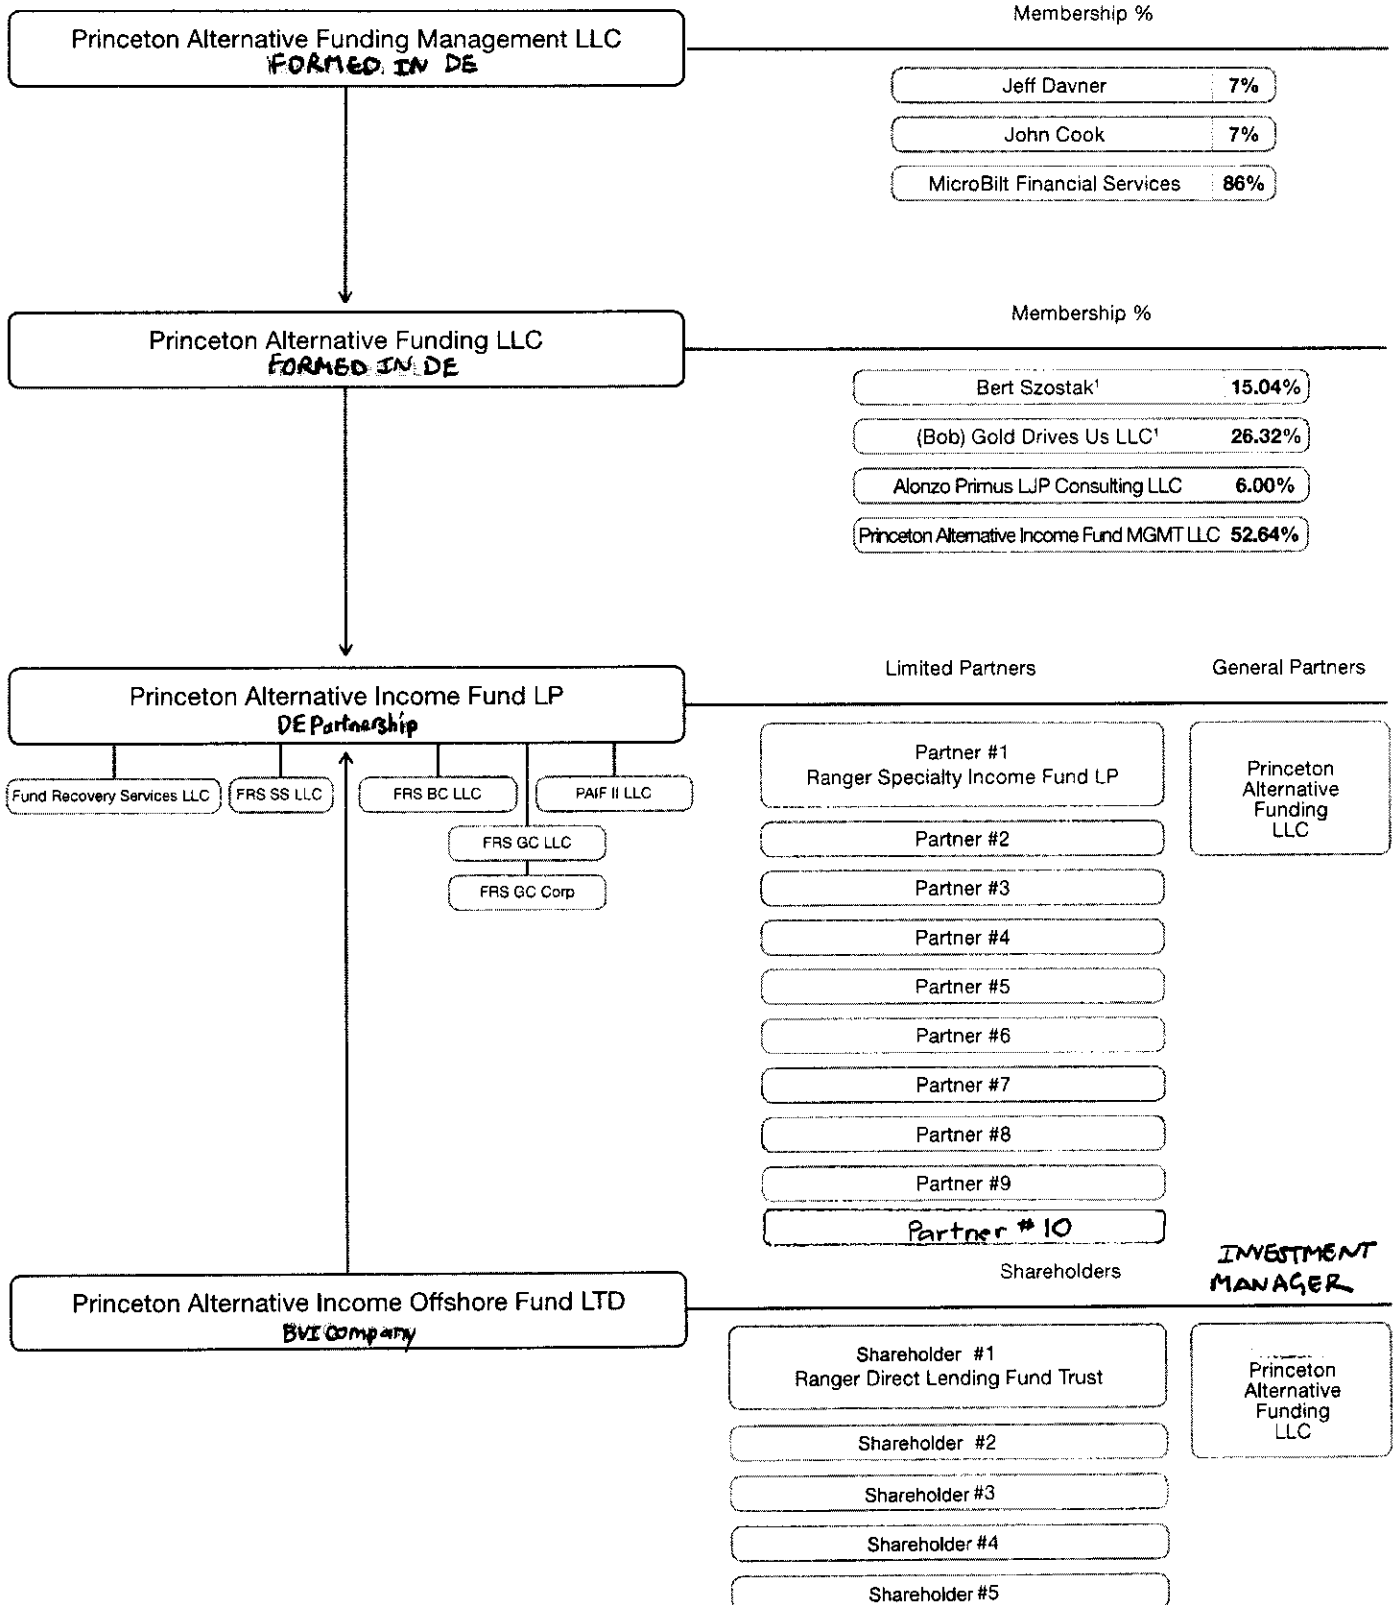 Membership %
Princeton Alternative Funding Management LLC
FORMED IN DE
Jeff Davner 7%
John Cook 7%
MicroBilt Financial Services 86%
Membership %
Princeton Alternative Funding LLC
FORMED IN DE
Bert Szostak¹ 15.04%
(Bob) Gold Drives Us LLC¹ 26.32%
Alonzo Primus LJP Consulting LLC 6.00%
Princeton Alternative Income Fund MGMT LLC 52.64%
Limited Partners
General Partners
Princeton Alternative Income Fund LP
DE Partnership
Fund Recovery Services LLC
FRS SS LLC
FRS BC LLC
PAIF II LLC
FRS GC LLC
FRS GC Corp
Partner #1
Ranger Specialty Income Fund LP
Partner #2
Partner #3
Partner #4
Partner #5
Partner #6
Partner #7
Partner #8
Partner #9
Partner #10
Princeton
Alternative
Funding
LLC
Shareholders
INVESTMENT
MANAGER
Princeton Alternative Income Offshore Fund LTD
BVI Company
Shareholder #1
Ranger Direct Lending Fund Trust
Shareholder #2
Shareholder #3
Shareholder #4
Shareholder #5
Princeton
Alternative
Funding
LLC